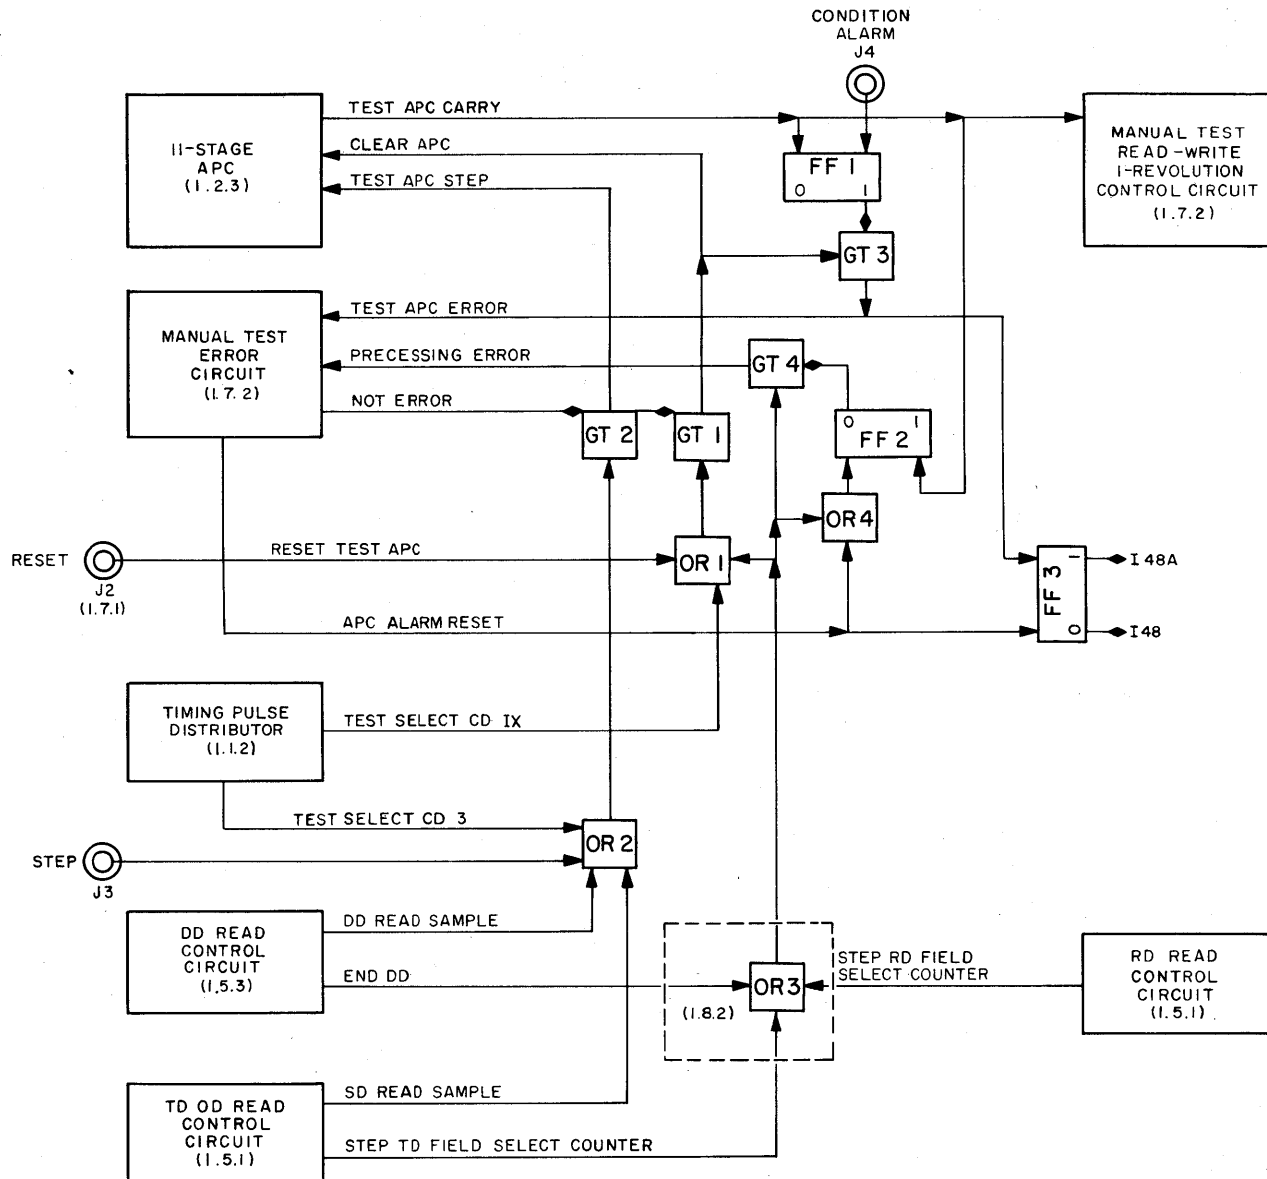 CONDITION
ALARM
J4
11-STAGE
APC
(1.2.3)
TEST APC CARRY
CLEAR APC
TEST APC STEP
FF 1
0 1
GT 3
MANUAL TEST
READ-WRITE
1-REVOLUTION
CONTROL CIRCUIT
(1.7.2)
MANUAL TEST
ERROR
CIRCUIT
(1.7.2)
TEST APC ERROR
PRECESSING ERROR
NOT ERROR
GT 4
GT 2
GT 1
0 1
FF 2
OR 4
RESET
J2
(1.7.1)
RESET TEST APC
OR 1
APC ALARM RESET
FF 3
1
0
I 48A
I 48
TIMING PULSE
DISTRIBUTOR
(1.1.2)
TEST SELECT CD IX
TEST SELECT CD 3
STEP
J3
OR 2
DD READ
CONTROL
CIRCUIT
(1.5.3)
DD READ SAMPLE
END DD
(1.8.2)
OR 3
STEP RD FIELD
SELECT COUNTER
RD READ
CONTROL
CIRCUIT
(1.5.1)
TD OD READ
CONTROL
CIRCUIT
(1.5.1)
SD READ SAMPLE
STEP TD FIELD SELECT COUNTER